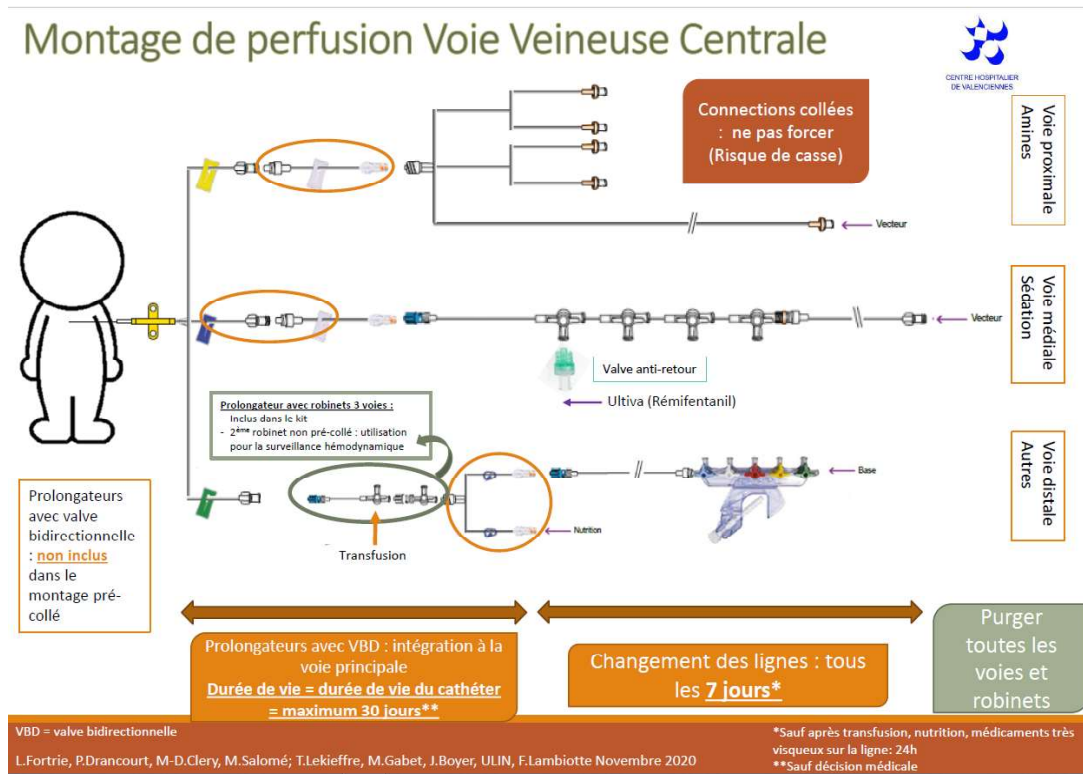 Montage de perfusion Voie Veineuse Centrale
CENTRE HOSPITALIER
DE VALENCIENNES
Connections collées
: ne pas forcer
(Risque de casse)
Voie proximale
Amines
Vecteur
Voie médiale
Sédation
Vecteur
Valve anti-retour
Ultiva (Rémifentanil)
Prolongateur avec robinets 3 voies :
Inclus dans le kit
- 2ème robinet non pré-collé : utilisation
pour la surveillance hémodynamique
Voie distale
Autres
Base
Nutrition
Transfusion
Prolongateurs
avec valve
bidirectionnelle
: non inclus
dans le
montage pré-
collé
Prolongateurs avec VBD : intégration à la
voie principale
Durée de vie = durée de vie du cathéter
= maximum 30 jours**
Changement des lignes : tous
les 7 jours*
Purger
toutes les
voies et
robinets
VBD = valve bidirectionnelle
L.Fortrie, P.Drancourt, M-D.Clery, M.Salomé; T.Lekieffre, M.Gabet, J.Boyer, ULIN, F.Lambiotte Novembre 2020
*Sauf après transfusion, nutrition, médicaments très
visqueux sur la ligne: 24h
**Sauf décision médicale